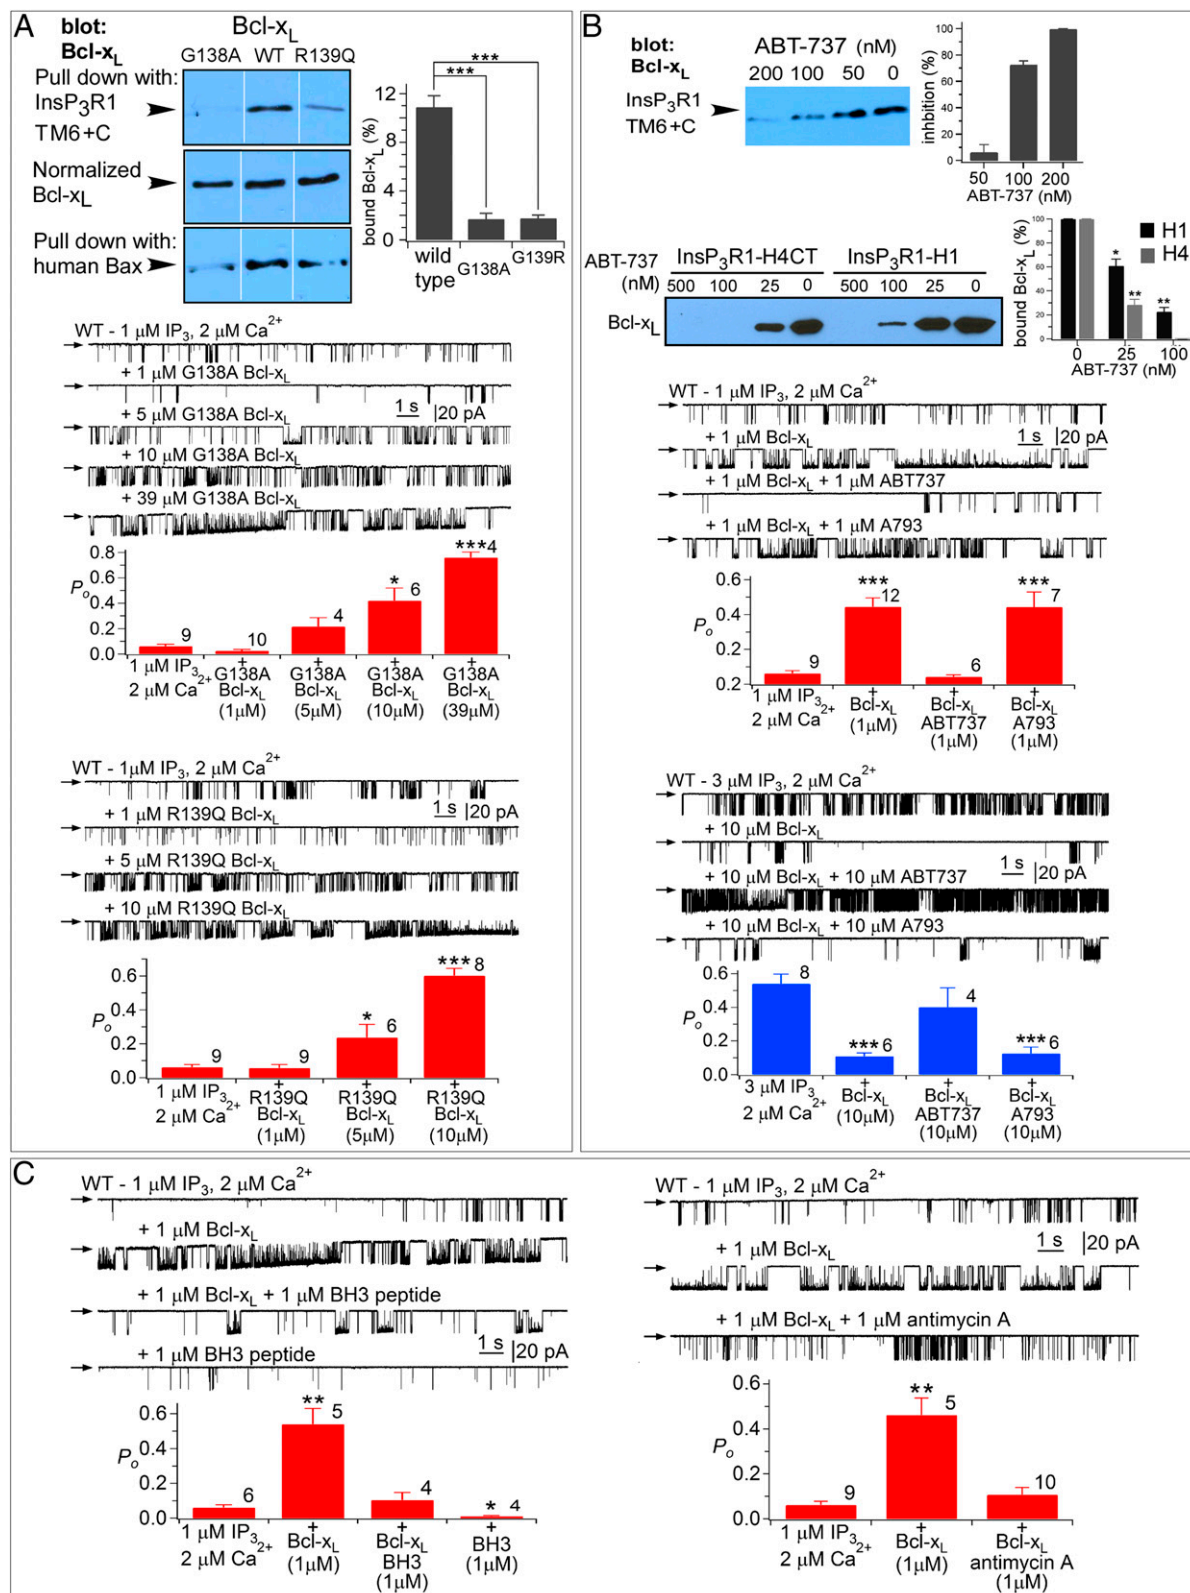 A
blot:
Bcl-xL
Bcl-xL
G138A WT R139Q
Pull down with:
InsP3R1
TM6+C
Normalized
Bcl-xL
Pull down with:
human Bax
***
***
bound Bcl-xL (%)
12
8
4
0
wild type
G138A
G139R
WT - 1 μM IP3, 2 μM Ca2+
+ 1 μM G138A Bcl-xL
+ 5 μM G138A Bcl-xL
1 s 20 pA
+ 10 μM G138A Bcl-xL
+ 39 μM G138A Bcl-xL
Po
0.8
0.6
0.4
0.2
0.0
9
10
4
* 6
*** 4
1 μM IP3 2 μM Ca2+
+ G138A Bcl-xL (1μM)
+ G138A Bcl-xL (5μM)
+ G138A Bcl-xL (10μM)
+ G138A Bcl-xL (39μM)
WT - 1μM IP3, 2 μM Ca2+
+ 1 μM R139Q Bcl-xL
1 s 20 pA
+ 5 μM R139Q Bcl-xL
+ 10 μM R139Q Bcl-xL
Po
0.6
0.4
0.2
0.0
9
9
* 6
*** 8
1 μM IP3 2 μM Ca2+
+ R139Q Bcl-xL (1μM)
+ R139Q Bcl-xL (5μM)
+ R139Q Bcl-xL (10μM)
B
blot:
Bcl-xL
ABT-737 (nM)
200 100 50 0
InsP3R1
TM6+C
inhbition (%)
100
80
60
40
20
0
50 100 200
ABT-737 (nM)
InsP3R1-H4CT InsP3R1-H1
ABT-737 (nM)
500 100 25 0 500 100 25 0
Bcl-xL
bound Bcl-xL (%)
100
80
60
40
20
0
H1
H4
*
**
**
0 25 100
ABT-737 (nM)
WT - 1 μM IP3, 2 μM Ca2+
+ 1 μM Bcl-xL
1 s 20 pA
+ 1 μM Bcl-xL + 1 μM ABT737
+ 1 μM Bcl-xL + 1 μM A793
Po
0.6
0.4
0.2
0.2
9
*** 12
6
*** 7
1 μM IP3 2 μM Ca2+
+ Bcl-xL (1μM)
+ Bcl-xL ABT737 (1μM)
+ Bcl-xL A793 (1μM)
WT - 3 μM IP3, 2 μM Ca2+
+ 10 μM Bcl-xL
1 s 20 pA
+ 10 μM Bcl-xL + 10 μM ABT737
+ 10 μM Bcl-xL + 10 μM A793
Po
0.6
0.4
0.2
0.0
8
*** 6
4
*** 6
3 μM IP3 2 μM Ca2+
+ Bcl-xL (10μM)
+ Bcl-xL ABT737 (10μM)
+ Bcl-xL A793 (10μM)
C
WT - 1 μM IP3, 2 μM Ca2+
+ 1 μM Bcl-xL
+ 1 μM Bcl-xL + 1 μM BH3 peptide
1 s 20 pA
+ 1 μM BH3 peptide
Po
0.6
0.4
0.2
0.0
6
** 5
4
* 4
1 μM IP3 2 μM Ca2+
+ Bcl-xL (1μM)
+ Bcl-xL BH3 (1μM)
+ BH3 (1μM)
WT - 1 μM IP3, 2 μM Ca2+
+ 1 μM Bcl-xL
1 s 20 pA
+ 1 μM Bcl-xL + 1 μM antimycin A
Po
0.6
0.4
0.2
0.0
9
** 5
10
1 μM IP3 2 μM Ca2+
+ Bcl-xL (1μM)
+ Bcl-xL antimycin A (1μM)